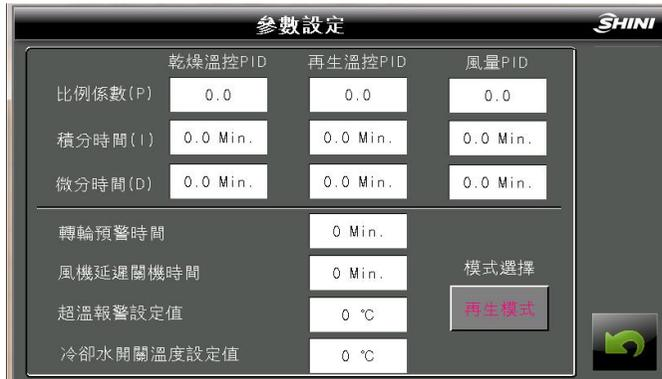 參數設定
SHINI
乾燥溫控PID 再生溫控PID 風量PID
比例係數(P) 0.0 0.0 0.0
積分時間(I) 0.0 Min. 0.0 Min. 0.0 Min.
微分時間(D) 0.0 Min. 0.0 Min. 0.0 Min.
轉輪預警時間 0 Min.
風機延遲關機時間 0 Min. 模式選擇
超溫報警設定值 0 ℃ 再生模式
冷卻水開關溫度設定值 0 ℃